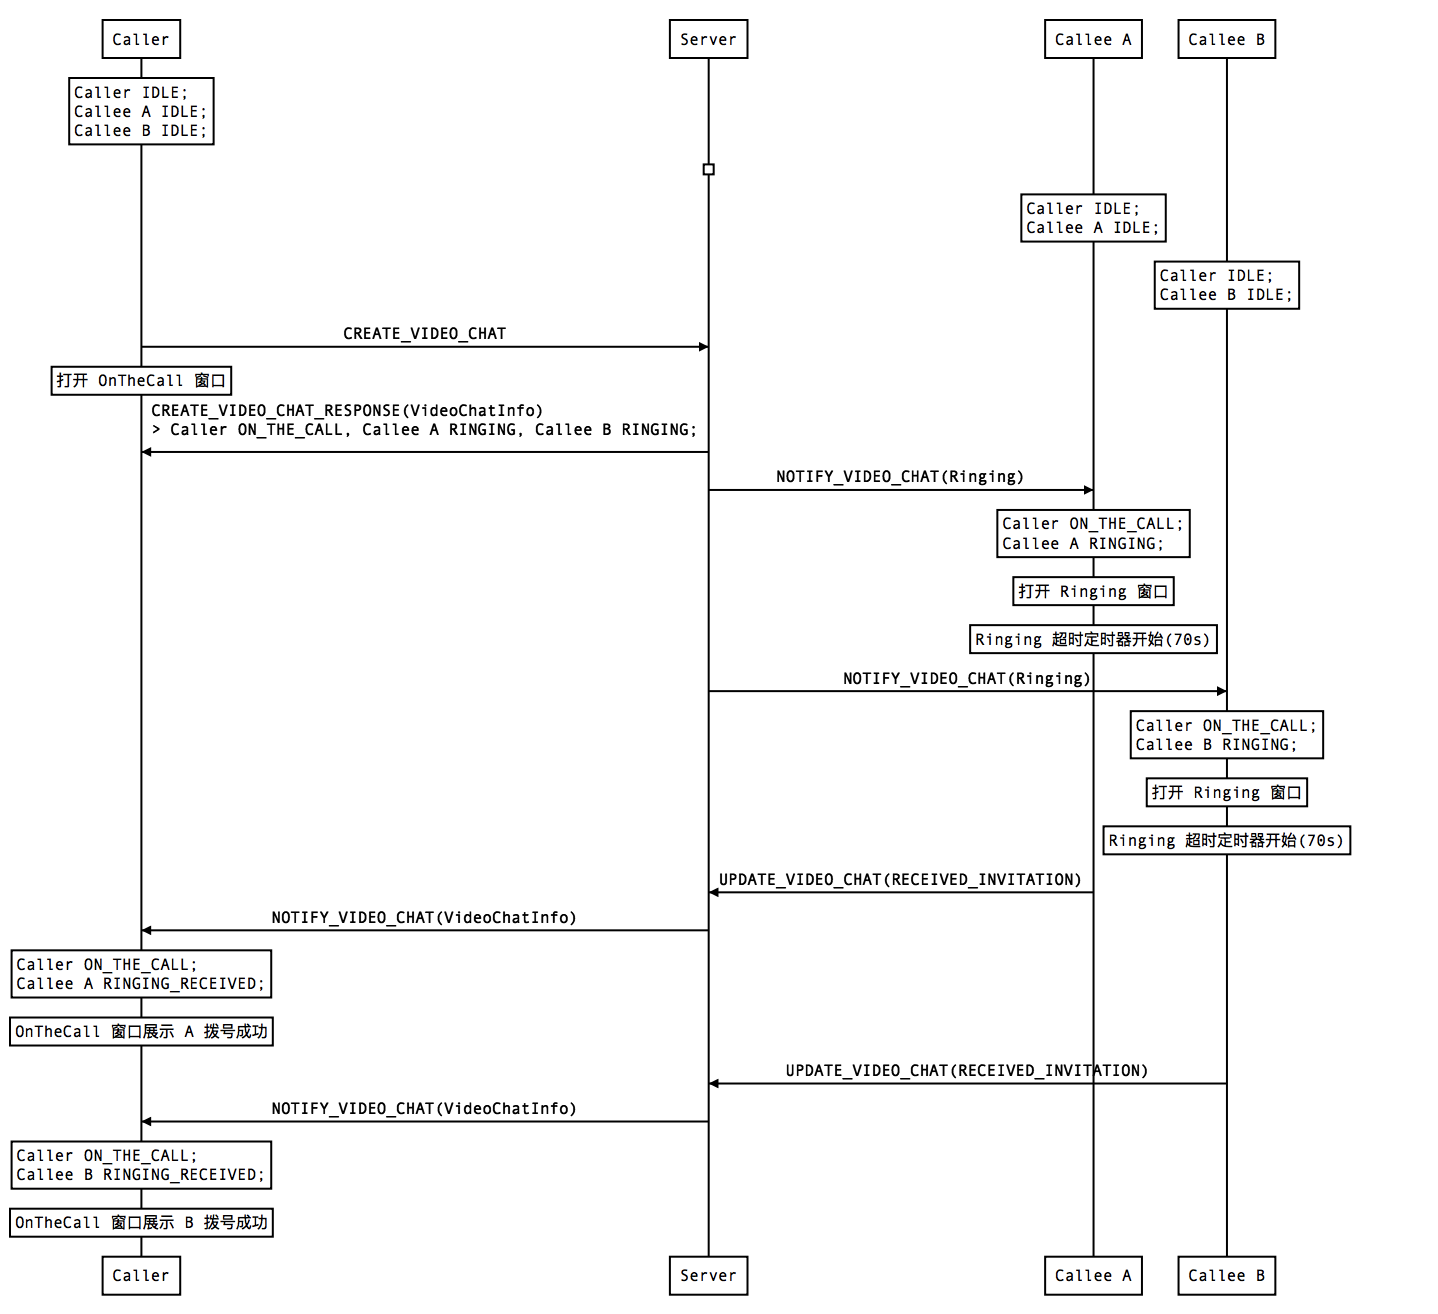 Caller
Server
Callee A
Callee B
Caller IDLE;
Callee A IDLE;
Callee B IDLE;
Caller IDLE;
Callee A IDLE;
Caller IDLE;
Callee B IDLE;
CREATE_VIDEO_CHAT
打开 OnTheCall 窗口
CREATE_VIDEO_CHAT_RESPONSE(VideoChatInfo)
> Caller ON_THE_CALL, Callee A RINGING, Callee B RINGING;
NOTIFY_VIDEO_CHAT(Ringing)
Caller ON_THE_CALL;
Callee A RINGING;
打开 Ringing 窗口
Ringing 超时定时器开始(70s)
NOTIFY_VIDEO_CHAT(Ringing)
Caller ON_THE_CALL;
Callee B RINGING;
打开 Ringing 窗口
Ringing 超时定时器开始(70s)
UPDATE_VIDEO_CHAT(RECEIVED_INVITATION)
NOTIFY_VIDEO_CHAT(VideoChatInfo)
Caller ON_THE_CALL;
Callee A RINGING_RECEIVED;
OnTheCall 窗口展示 A 拨号成功
UPDATE_VIDEO_CHAT(RECEIVED_INVITATION)
NOTIFY_VIDEO_CHAT(VideoChatInfo)
Caller ON_THE_CALL;
Callee B RINGING_RECEIVED;
OnTheCall 窗口展示 B 拨号成功
Caller
Server
Callee A
Callee B